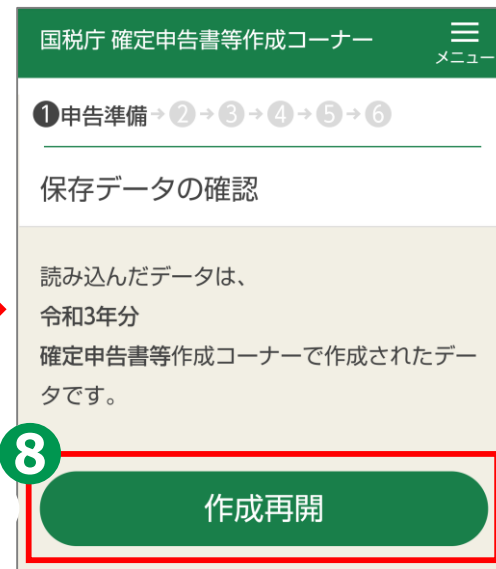 国税庁 確定申告書等作成コーナー
メニュー
1申告準備→2→3→4→5→6
保存データの確認
読み込んだデータは、
令和3年分
確定申告書等作成コーナーで作成されたデー
タです。
8
作成再開